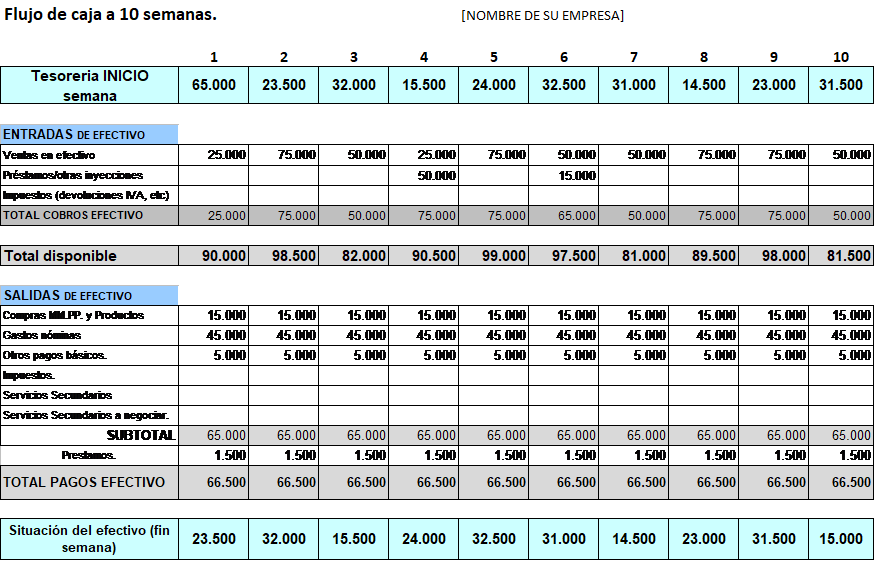 Flujo de caja a 10 semanas. [NOMBRE DE SU EMPRESA]
1 2 3 4 5 6 7 8 9 10
Tesoreria INICIO
semana 65.000 23.500 32.000 15.500 24.000 32.500 31.000 14.500 23.000 31.500
ENTRADAS DE EFECTIVO
Ventas en efectivo 25.000 75.000 50.000 25.000 75.000 50.000 50.000 75.000 75.000 50.000
Préstamos/otras inyecciones 50.000 15.000
Impuestos (devoluciones IVA, etc)
TOTAL COBROS EFECTIVO 25.000 75.000 50.000 75.000 75.000 65.000 50.000 75.000 75.000 50.000
Total disponible 90.000 98.500 82.000 90.500 99.000 97.500 81.000 89.500 98.000 81.500
SALIDAS DE EFECTIVO
Compras MM.PP. y Productos 15.000 15.000 15.000 15.000 15.000 15.000 15.000 15.000 15.000 15.000
Gastos nóminas 45.000 45.000 45.000 45.000 45.000 45.000 45.000 45.000 45.000 45.000
Otros pagos básicos. 5.000 5.000 5.000 5.000 5.000 5.000 5.000 5.000 5.000 5.000
Impuestos.
Servicios Secundarios
Servicios Secundarios a negociar.
SUBTOTAL 65.000 65.000 65.000 65.000 65.000 65.000 65.000 65.000 65.000 65.000
Prestamos. 1.500 1.500 1.500 1.500 1.500 1.500 1.500 1.500 1.500 1.500
TOTAL PAGOS EFECTIVO 66.500 66.500 66.500 66.500 66.500 66.500 66.500 66.500 66.500 66.500
Situación del efectivo (fin
semana) 23.500 32.000 15.500 24.000 32.500 31.000 14.500 23.000 31.500 15.000